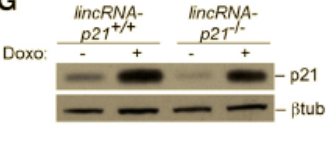 G
lincRNA- lincRNA-
p21+/+ p21-/-
Doxo: - + - +
p21
βtub